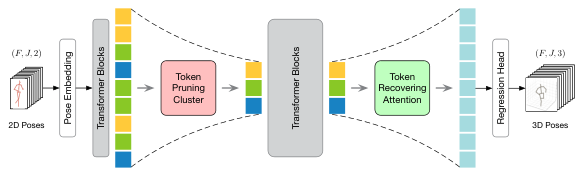 (F, J, 2)
2D Poses
Pose Embedding
Transformer Blocks
Token
Pruning
Cluster
Transformer Blocks
Token
Recovering
Attention
Regression Head
(F, J, 3)
3D Poses